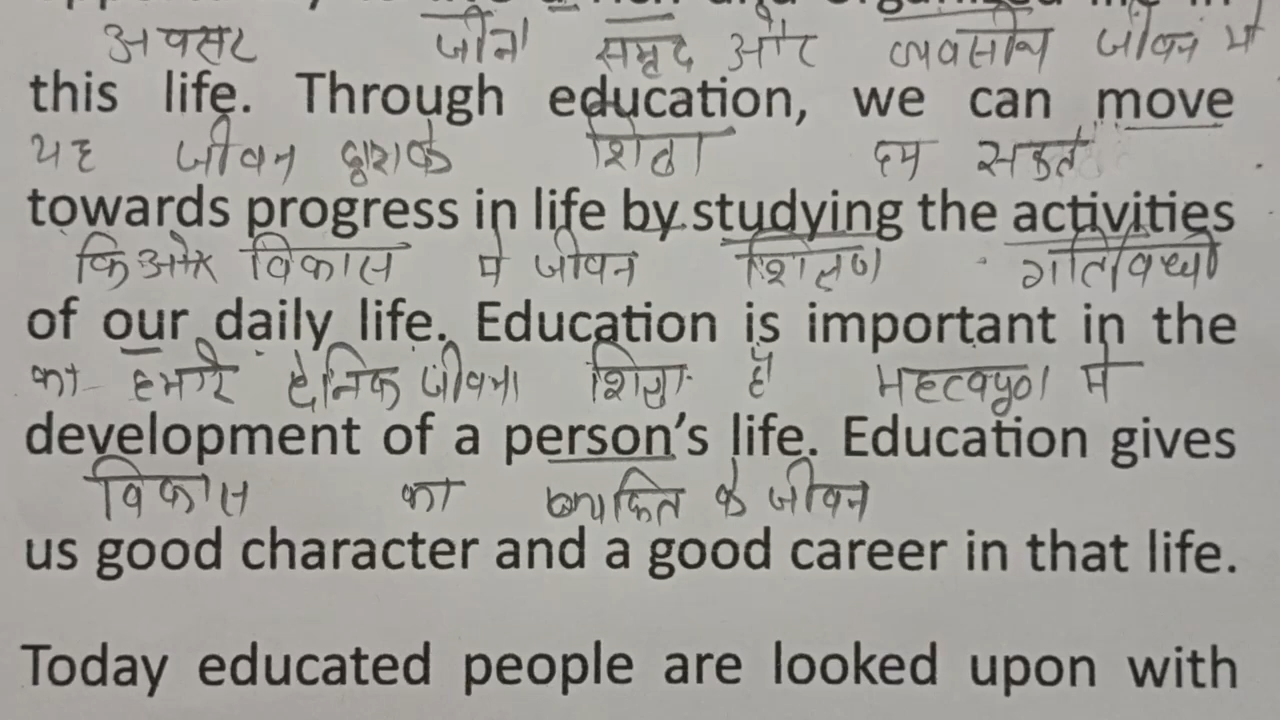 अवसर जीना समृद और व्यवसीय जीवन मे
this life. Through education, we can move
यह जीवन द्वाराके शिक्षा हम सकते
towards progress in life by studying the activities
कि ओर विकास मे जीवन शिक्षण गतिविधी
of our daily life. Education is important in the
का हमारे दैनिक जीवन शिक्षा है महत्वपूर्ण मे
development of a person's life. Education gives
विकास का व्यक्ति के जीवन
us good character and a good career in that life.
Today educated people are looked upon with